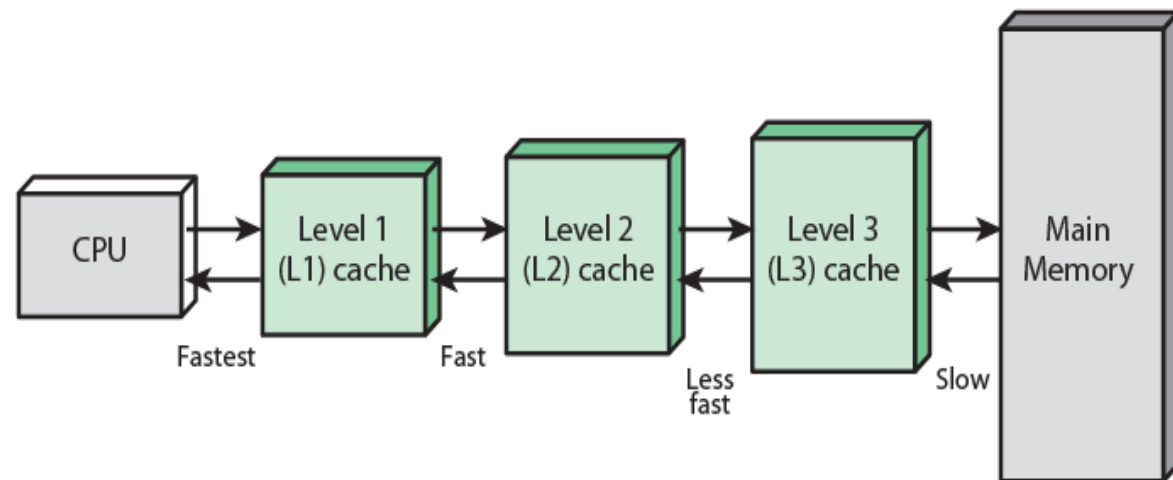 CPU
Level 1
(L1) cache
Level 2
(L2) cache
Level 3
(L3) cache
Main
Memory
Fastest
Fast
Less
fast
Slow